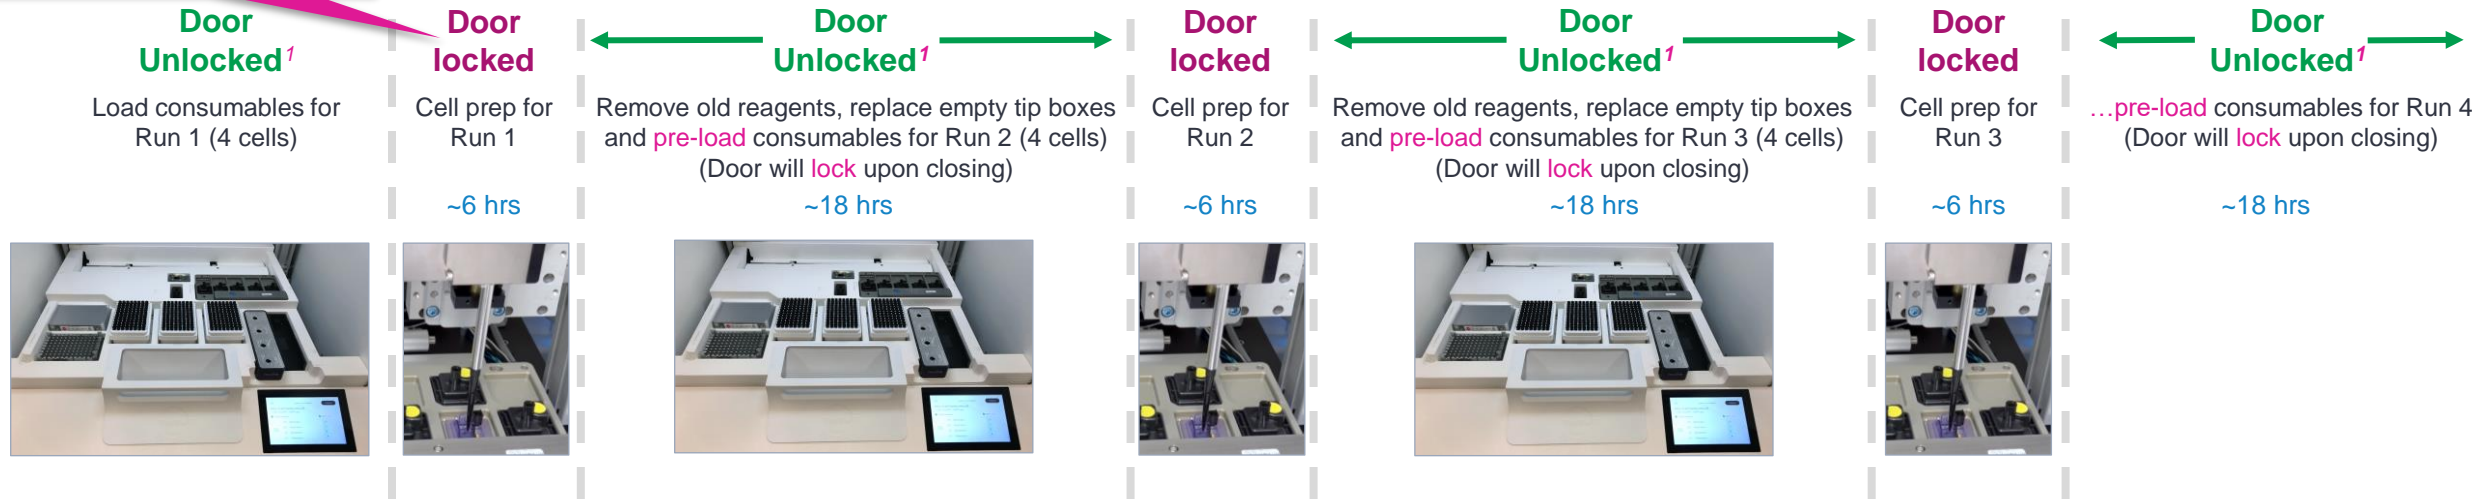 Door
Unlocked1
Load consumables for
Run 1 (4 cells)
Door
locked
Cell prep for
Run 1
~6 hrs
Door
Unlocked1
Remove old reagents, replace empty tip boxes
and pre-load consumables for Run 2 (4 cells)
(Door will lock upon closing)
~18 hrs
Door
locked
Cell prep for
Run 2
~6 hrs
Door
Unlocked1
Remove old reagents, replace empty tip boxes
and pre-load consumables for Run 3 (4 cells)
(Door will lock upon closing)
~18 hrs
Door
locked
Cell prep for
Run 3
~6 hrs
Door
Unlocked1
…pre-load consumables for Run 4
(Door will lock upon closing)
~18 hrs